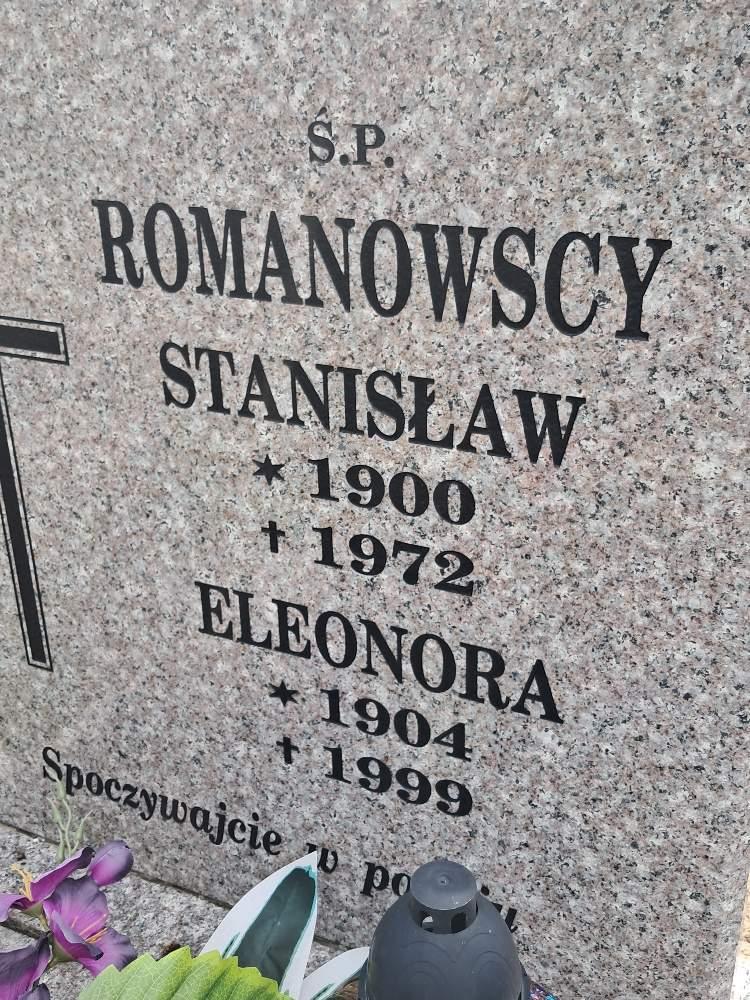 Ś.P.
ROMANOWSCY
STANISŁAW
* 1900
✝ 1972
ELEONORA
* 1904
✝ 1999
Spoczywajcie w